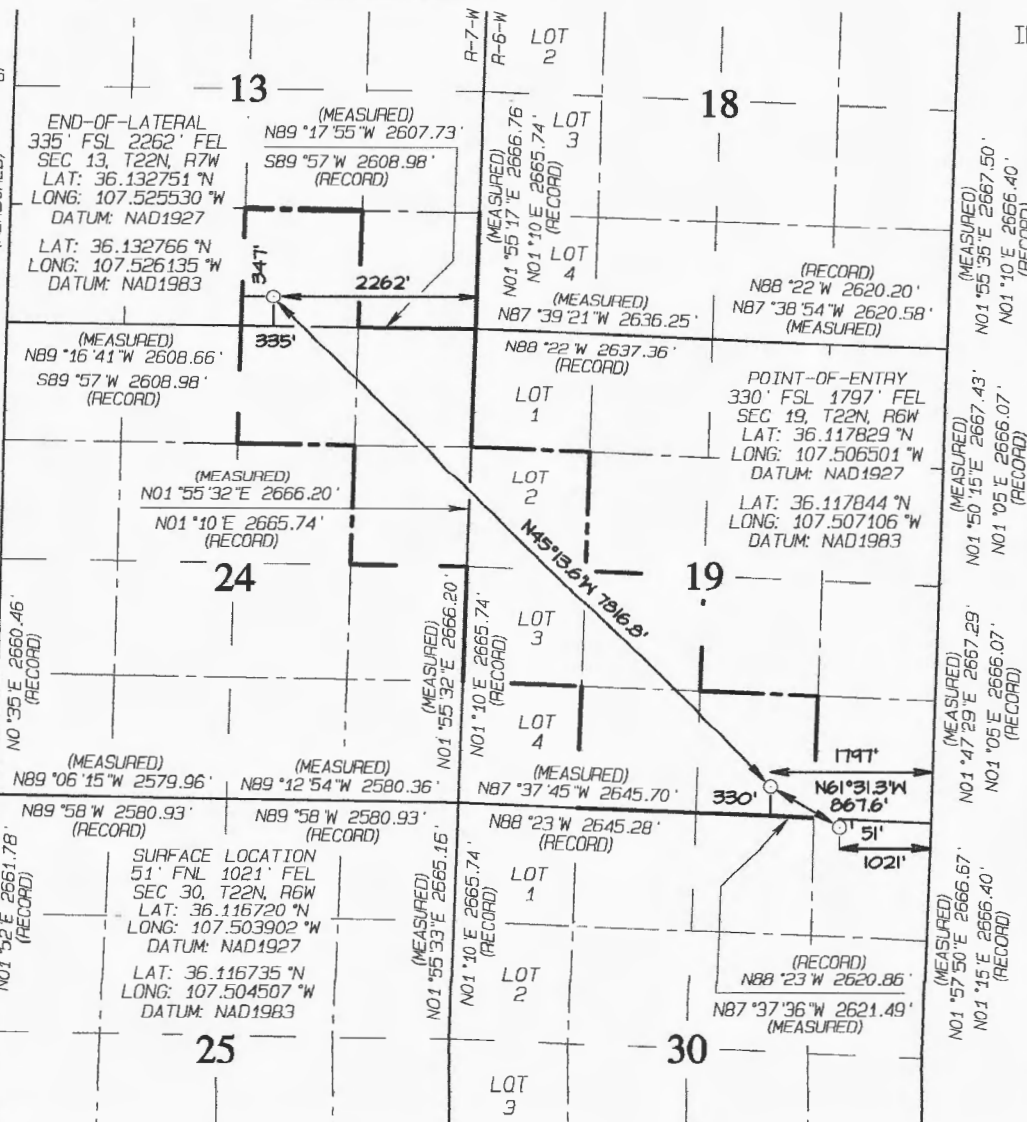 R-7-W
R-6-W
LOT
2
13
18
END-OF-LATERAL
335' FSL 2262' FEL
SEC 13, T22N, R7W
LAT: 36.132751 °N
LONG: 107.525530 °W
DATUM: NAD1927
LAT: 36.132766 °N
LONG: 107.526135 °W
DATUM: NAD1983
(MEASURED)
N89°17'55"W 2607.73'
S89°57'W 2608.98'
(RECORD)
(MEASURED)
N01°55'17"E 2666.76'
N01°10'E 2665.74'
(RECORD)
LOT
3
LOT
4
(MEASURED)
N01°55'35"E 2667.50'
N01°10'E 2666.40'
(RECORD)
347'
2262'
335'
(MEASURED)
N87°39'21"W 2636.25'
N88°22'W 2637.36'
(RECORD)
(RECORD)
N88°22'W 2620.20'
N87°38'54"W 2620.58'
(MEASURED)
(MEASURED)
N89°16'41"W 2608.66'
S89°57'W 2608.98'
(RECORD)
LOT
1
POINT-OF-ENTRY
330' FSL 1797' FEL
SEC 19, T22N, R6W
LAT: 36.117829 °N
LONG: 107.506501 °W
DATUM: NAD1927
LAT: 36.117844 °N
LONG: 107.507106 °W
DATUM: NAD1983
(MEASURED)
N01°50'15"E 2667.43'
N01°05'E 2666.07'
(RECORD)
(MEASURED)
N01°55'32"E 2666.20'
N01°10'E 2665.74'
(RECORD)
LOT
2
N45°13.6'W 7816.8'
24
19
LOT
3
N0°35'E 2660.46'
(RECORD)
(MEASURED)
N01°55'32"E 2666.20'
N01°10'E 2665.74'
(RECORD)
(MEASURED)
N01°47'29"E 2667.29'
N01°05'E 2666.07'
(RECORD)
LOT
4
(MEASURED)
N89°06'15"W 2579.96'
N89°58'W 2580.93'
(RECORD)
(MEASURED)
N89°12'54"W 2580.36'
N89°58'W 2580.93'
(RECORD)
(MEASURED)
N87°37'45"W 2645.70'
N88°23'W 2645.28'
(RECORD)
1797'
N61°31.3'W
867.6'
330'
51'
1021'
SURFACE LOCATION
51' FNL 1021' FEL
SEC 30, T22N, R6W
LAT: 36.116720 °N
LONG: 107.503902 °W
DATUM: NAD1927
LAT: 36.116735 °N
LONG: 107.504507 °W
DATUM: NAD1983
2661.78'
(RECORD)
(MEASURED)
N01°55'33"E 2665.16'
N01°10'E 2665.74'
(RECORD)
LOT
1
LOT
2
(RECORD)
N88°23'W 2620.86'
N87°37'36"W 2621.49'
(MEASURED)
(MEASURED)
N01°57'50"E 2666.67'
N01°15'E 2666.40'
(RECORD)
25
30
LOT
3